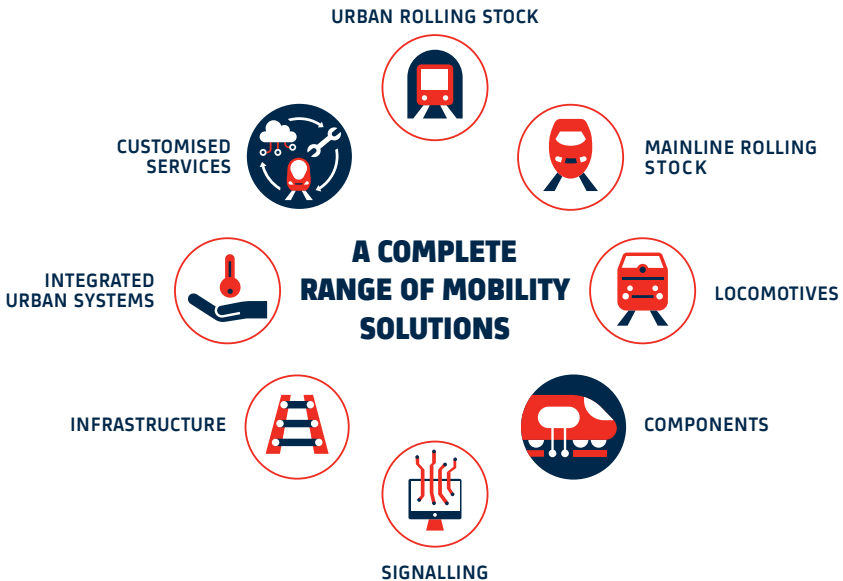 URBAN ROLLING STOCK
CUSTOMISED
SERVICES
MAINLINE ROLLING
STOCK
A COMPLETE
RANGE OF MOBILITY
SOLUTIONS
INTEGRATED
URBAN SYSTEMS
LOCOMOTIVES
INFRASTRUCTURE
COMPONENTS
SIGNALLING